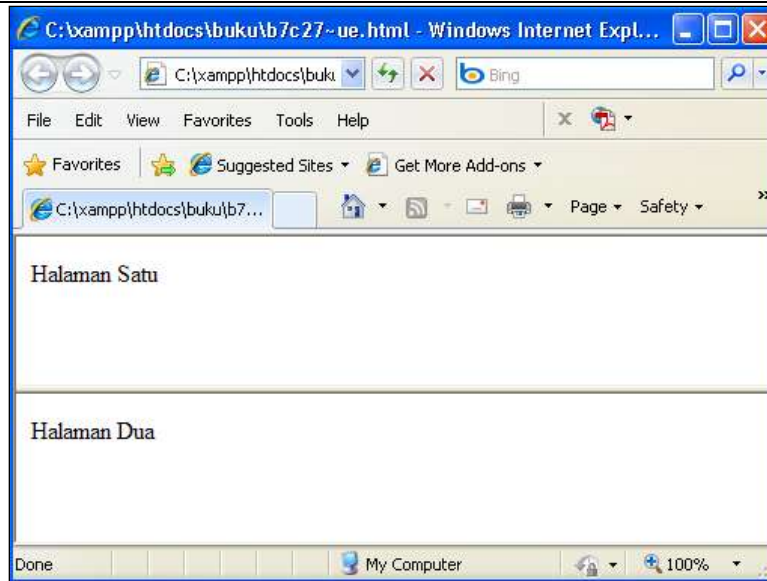 C:\xampp\htdocs\buku\b7c27~ue.html - Windows Internet Expl...
C:\xampp\htdocs\buku Bing
File Edit View Favorites Tools Help
Favorites Suggested Sites Get More Add-ons
C:\xampp\htdocs\buku\b7... Page Safety »
Halaman Satu
Halaman Dua
Done My Computer 100%